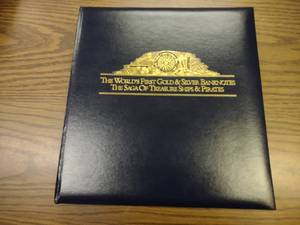 The World's First Gold & Silver Banknotes
The Saga Of Treasure Ships & Pirates